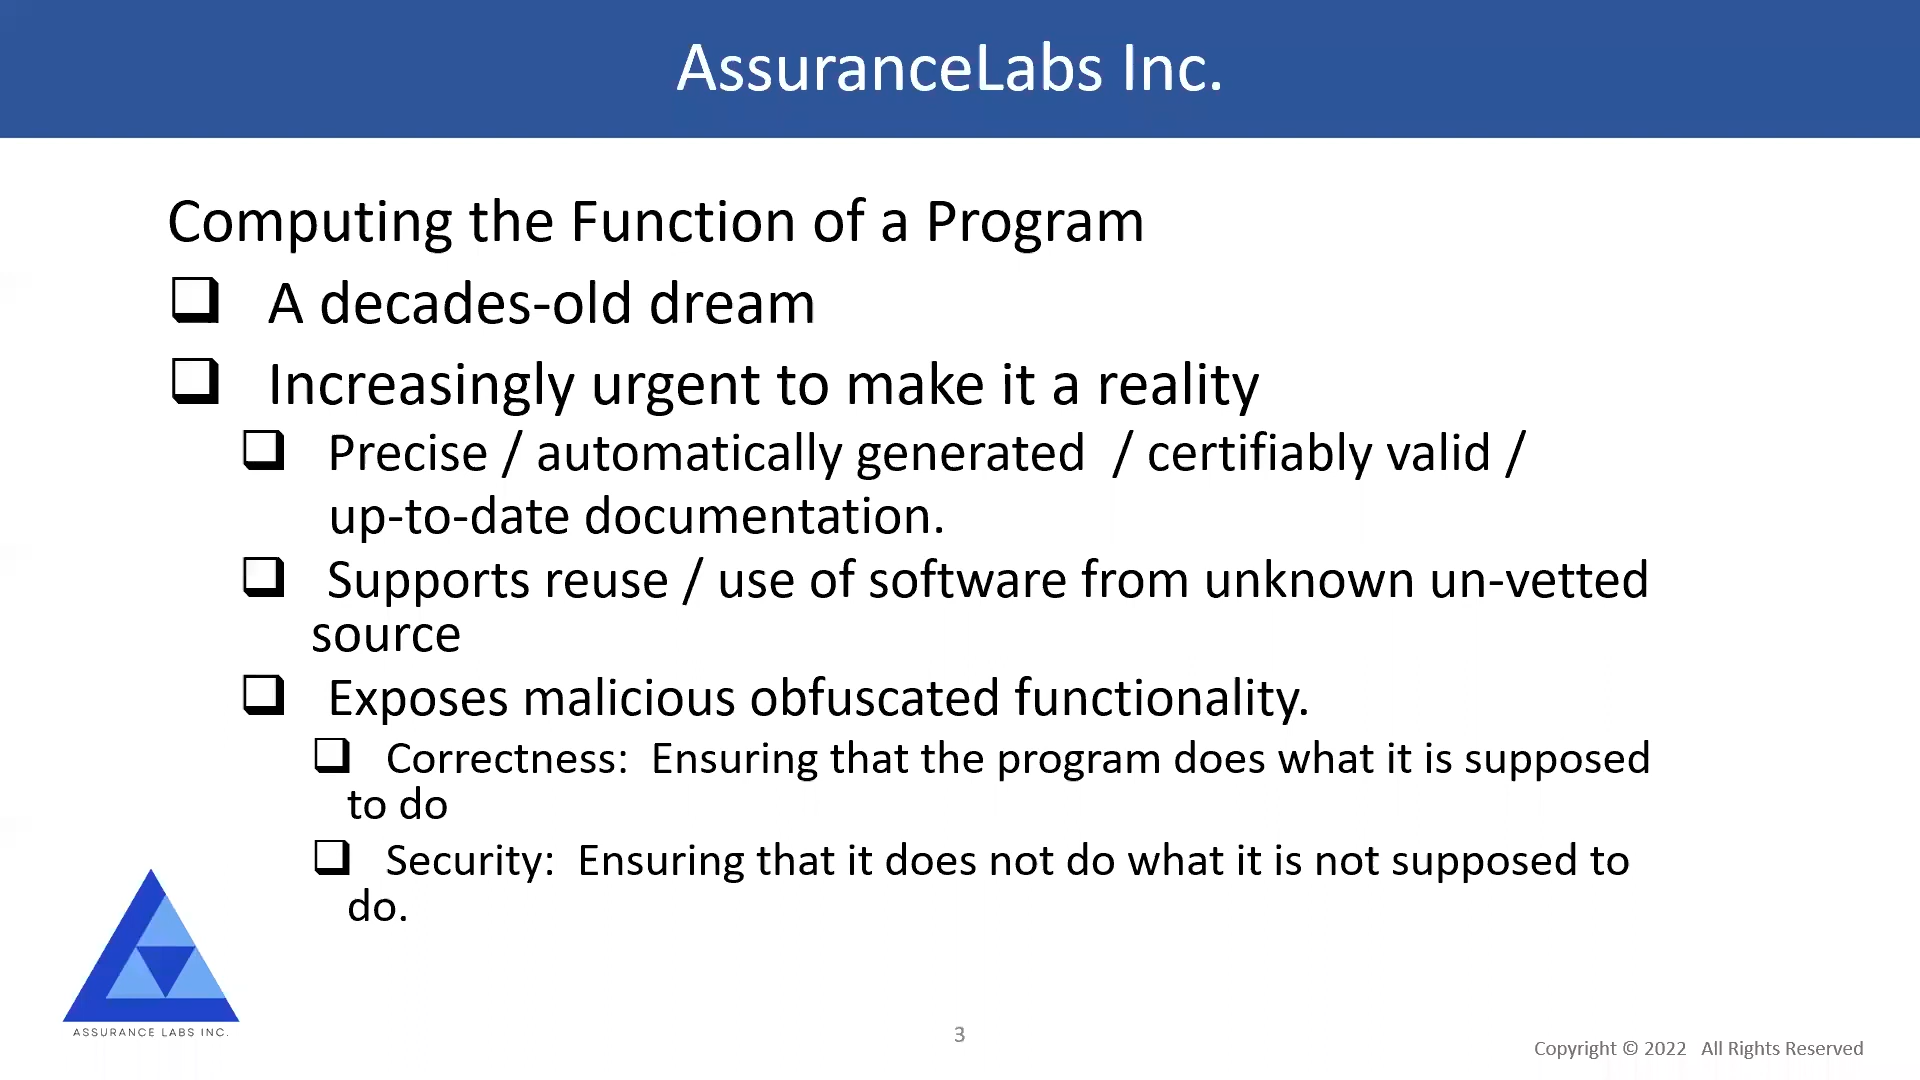 AssuranceLabs Inc.
Computing the Function of a Program
A decades-old dream
Increasingly urgent to make it a reality
Precise / automatically generated / certifiably valid /
up-to-date documentation.
Supports reuse / use of software from unknown un-vetted
source
Exposes malicious obfuscated functionality.
Correctness: Ensuring that the program does what it is supposed
to do
Security: Ensuring that it does not do what it is not supposed to
do.
ASSURANCE LABS INC.
3
Copyright © 2022 All Rights Reserved